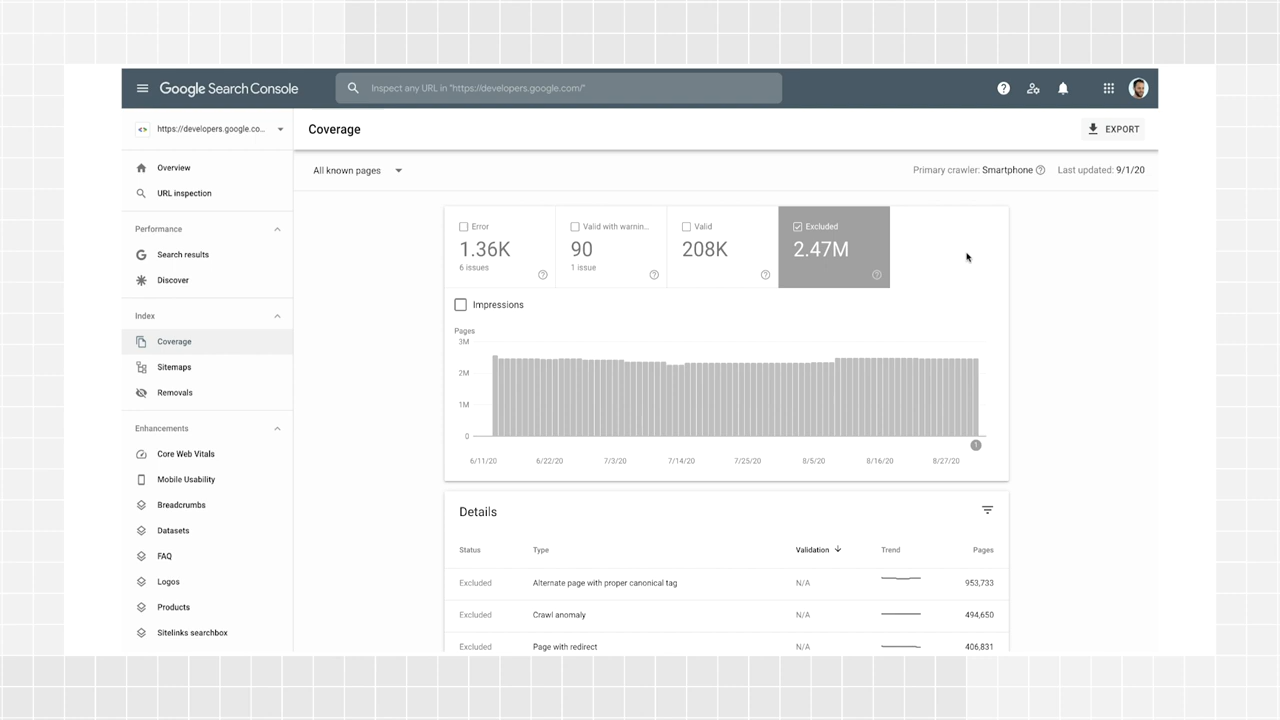 Google Search Console
Inspect any URL in "https://developers.google.com/"
https://developers.google.co...
Coverage
EXPORT
Overview
URL inspection
Performance
Search results
Discover
Index
Coverage
Sitemaps
Removals
Enhancements
Core Web Vitals
Mobile Usability
Breadcrumbs
Datasets
FAQ
Logos
Products
Sitelinks searchbox
All known pages
Primary crawler: Smartphone
Last updated: 9/1/20
Error
1.36K
6 issues
Valid with warnin...
90
1 issue
Valid
208K
Excluded
2.47M
Impressions
Pages
3M
2M
1M
0
1
6/11/20 6/22/20 7/3/20 7/14/20 7/25/20 8/5/20 8/16/20 8/27/20
Details
Status Type Validation Trend Pages
Excluded Alternate page with proper canonical tag N/A 953,733
Excluded Crawl anomaly N/A 494,650
Excluded Page with redirect N/A 406,831